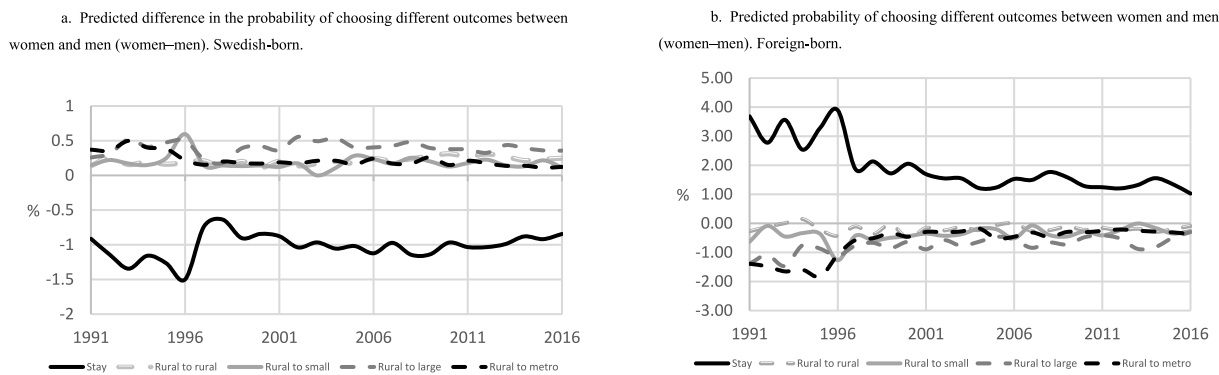 a. Predicted difference in the probability of choosing different outcomes between
women and men (women–men). Swedish-born.
1
0.5
0
-0.5
-1
-1.5
-2
%
1991 1996 2001 2006 2011 2016
Stay Rural to rural Rural to small Rural to large Rural to metro
b. Predicted probability of choosing different outcomes between women and men
(women–men). Foreign-born.
5.00
4.00
3.00
2.00
1.00
0.00
-1.00
-2.00
-3.00
%
1991 1996 2001 2006 2011 2016
Stay Rural to rural Rural to small Rural to large Rural to metro